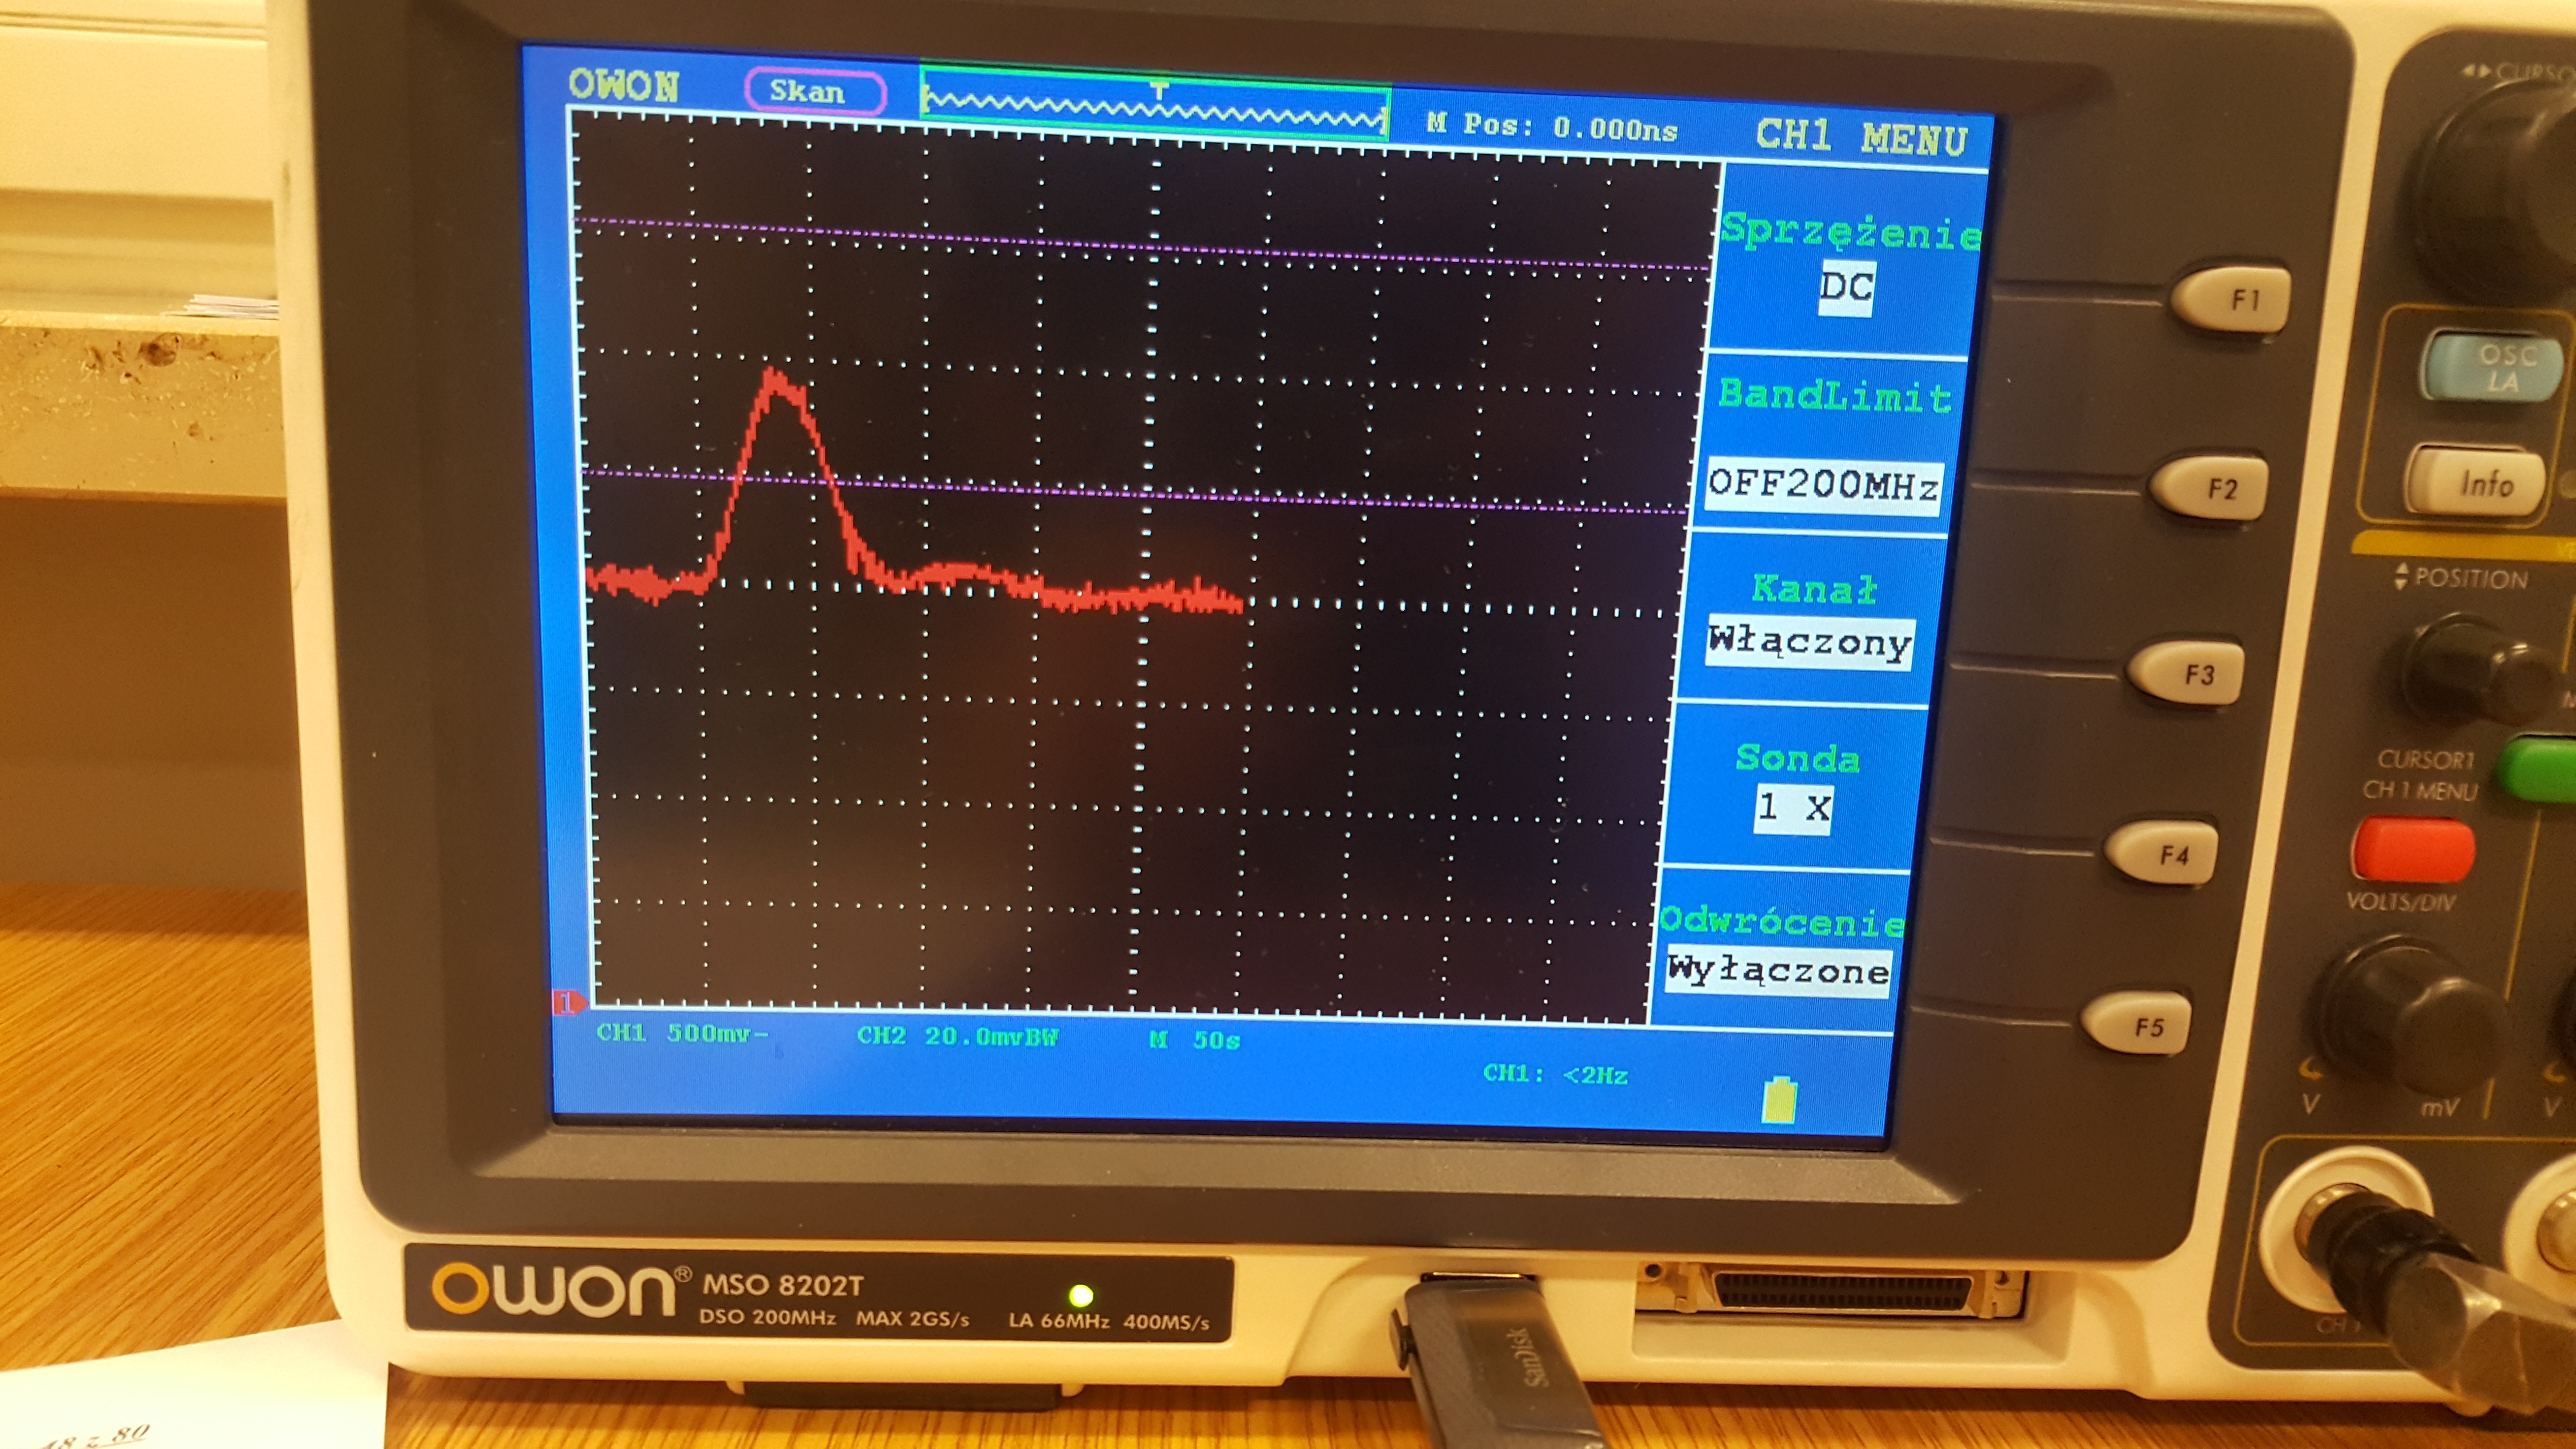 OWON Skan T M Pos: 0.000ns CH1 MENU
Sprzężenie
DC
BandLimit
OFF200MHz
Kanał
Włączony
Sonda
1 X
Odwrócenie
Wyłączone
1
CH1 500mv- CH2 20.0mvBW M 50s
CH1: <2Hz
F1
F2
F3
F4
F5
OSC
LA
Info
POSITION
CURSOR1
CH 1 MENU
VOLTS/DIV
V mV V
owon® MSO 8202T
DSO 200MHz MAX 2GS/s LA 66MHz 400MS/s
SanDisk
48 z 80